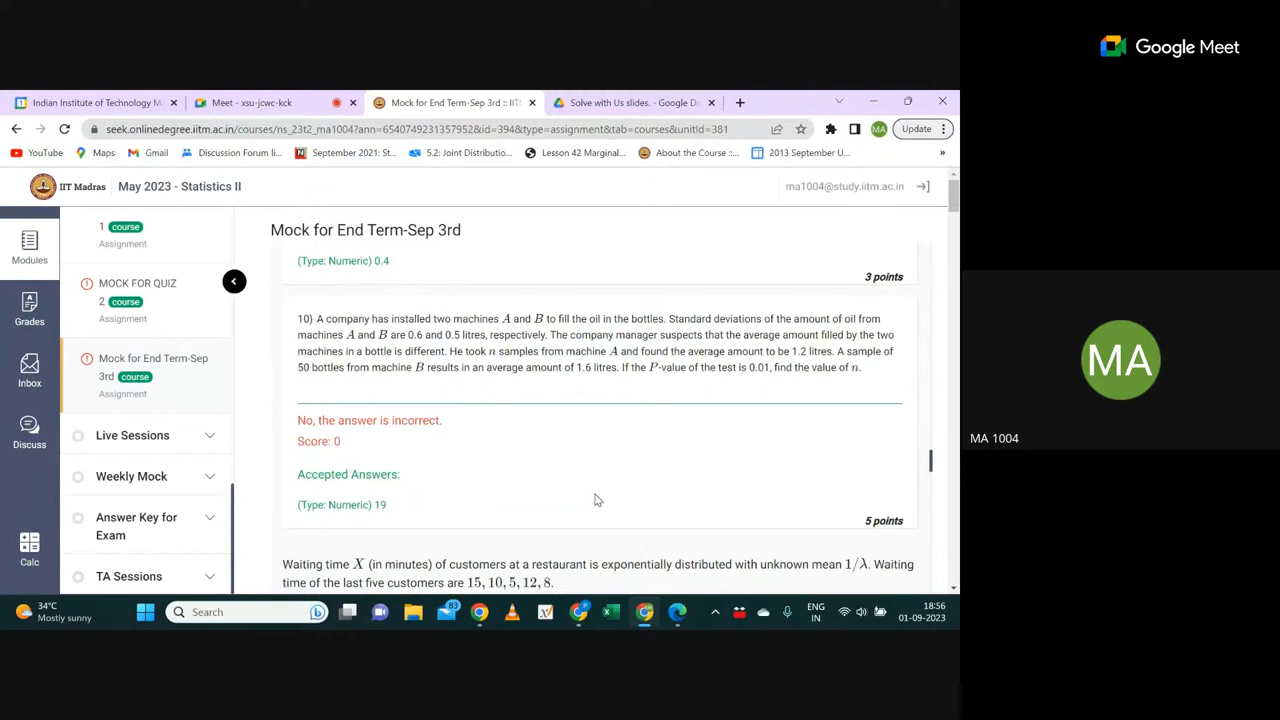 Google Meet
Indian Institute of Technology M
Meet - xsu-jcwc-kck
Mock for End Term-Sep 3rd :: IIT
Solve with Us slides. - Google Dr
seek.onlinedegree.iitm.ac.in/courses/ns_23t2_ma1004?ann=6540749231357952&id=394&type=assignment&tab=courses&unitId=381
MA
Update
YouTube
Maps
Gmail
Discussion Forum li...
September 2021: St...
5.2: Joint Distributio...
Lesson 42 Marginal...
About the Course ::...
2013 September U...
»
IIT Madras
May 2023 - Statistics II
ma1004@study.iitm.ac.in
Modules
Grades
Inbox
Discuss
Calc
1 course
Assignment
MOCK FOR QUIZ
2 course
Assignment
Mock for End Term-Sep
3rd course
Assignment
Live Sessions
Weekly Mock
Answer Key for
Exam
TA Sessions
Mock for End Term-Sep 3rd
(Type: Numeric) 0.4
3 points
10) A company has installed two machines A and B to fill the oil in the bottles. Standard deviations of the amount of oil from
machines A and B are 0.6 and 0.5 litres, respectively. The company manager suspects that the average amount filled by the two
machines in a bottle is different. He took n samples from machine A and found the average amount to be 1.2 litres. A sample of
50 bottles from machine B results in an average amount of 1.6 litres. If the P-value of the test is 0.01, find the value of n.
No, the answer is incorrect.
Score: 0
Accepted Answers:
(Type: Numeric) 19
5 points
Waiting time X (in minutes) of customers at a restaurant is exponentially distributed with unknown mean 1/λ. Waiting
time of the last five customers are 15, 10, 5, 12, 8.
MA
MA 1004
34°C
Mostly sunny
Search
83
ENG
IN
18:56
01-09-2023